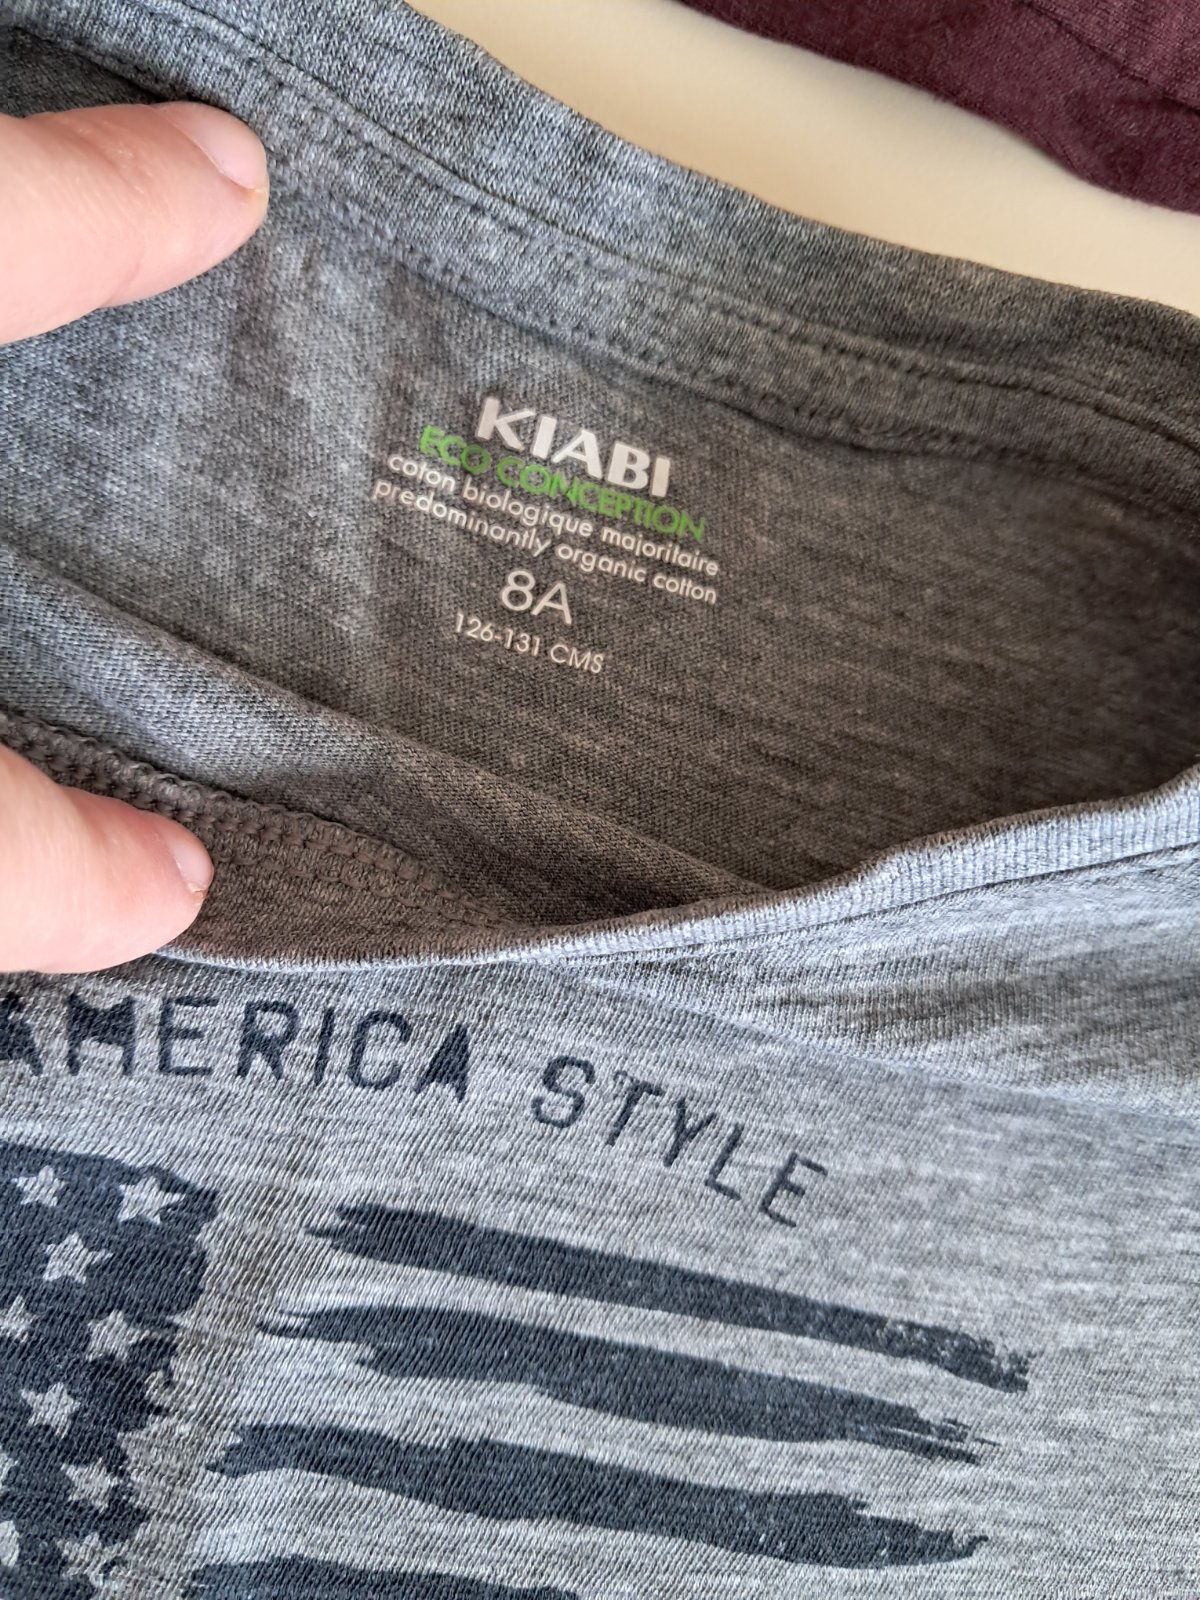 KIABI
ECO CONCEPTION
coton biologique majoritaire
predominantly organic cotton
8A
126-131 CMS
AMERICA STYLE